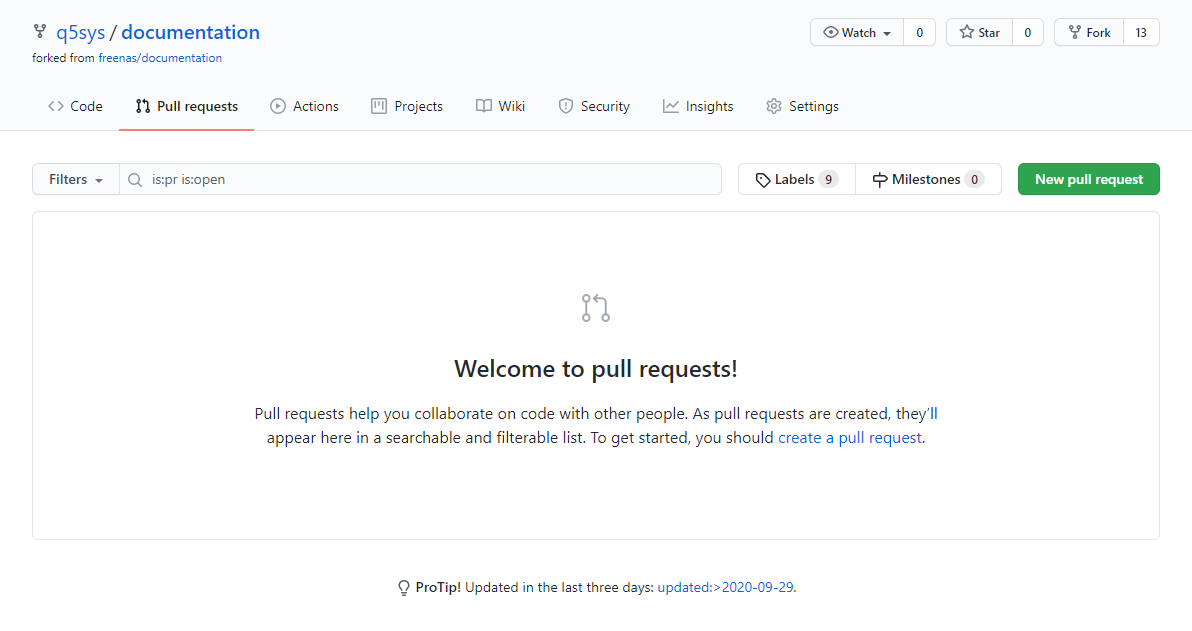 q5sys / documentation
Watch 0 Star 0 Fork 13
forked from freenas/documentation
Code Pull requests Actions Projects Wiki Security Insights Settings
Filters is:pr is:open Labels 9 Milestones 0 New pull request
Welcome to pull requests!
Pull requests help you collaborate on code with other people. As pull requests are created, they’ll
appear here in a searchable and filterable list. To get started, you should create a pull request.
ProTip! Updated in the last three days: updated:>2020-09-29.